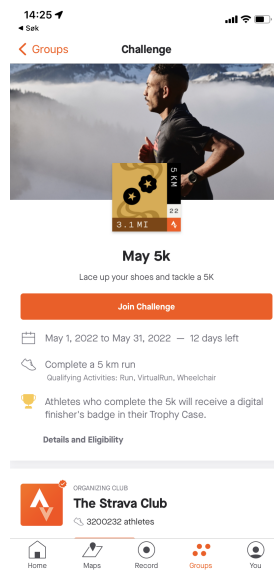 14:25
◀ Søk
Groups
Challenge
5 KM
22
3.1 MI
May 5k
Lace up your shoes and tackle a 5K
Join Challenge
May 1, 2022 to May 31, 2022 — 12 days left
Complete a 5 km run
Qualifying Activities: Run, VirtualRun, Wheelchair
Athletes who complete the 5k will receive a digital
finisher's badge in their Trophy Case.
Details and Eligibility
ORGANIZING CLUB
The Strava Club
3200232 athletes
Home
Maps
Record
Groups
You